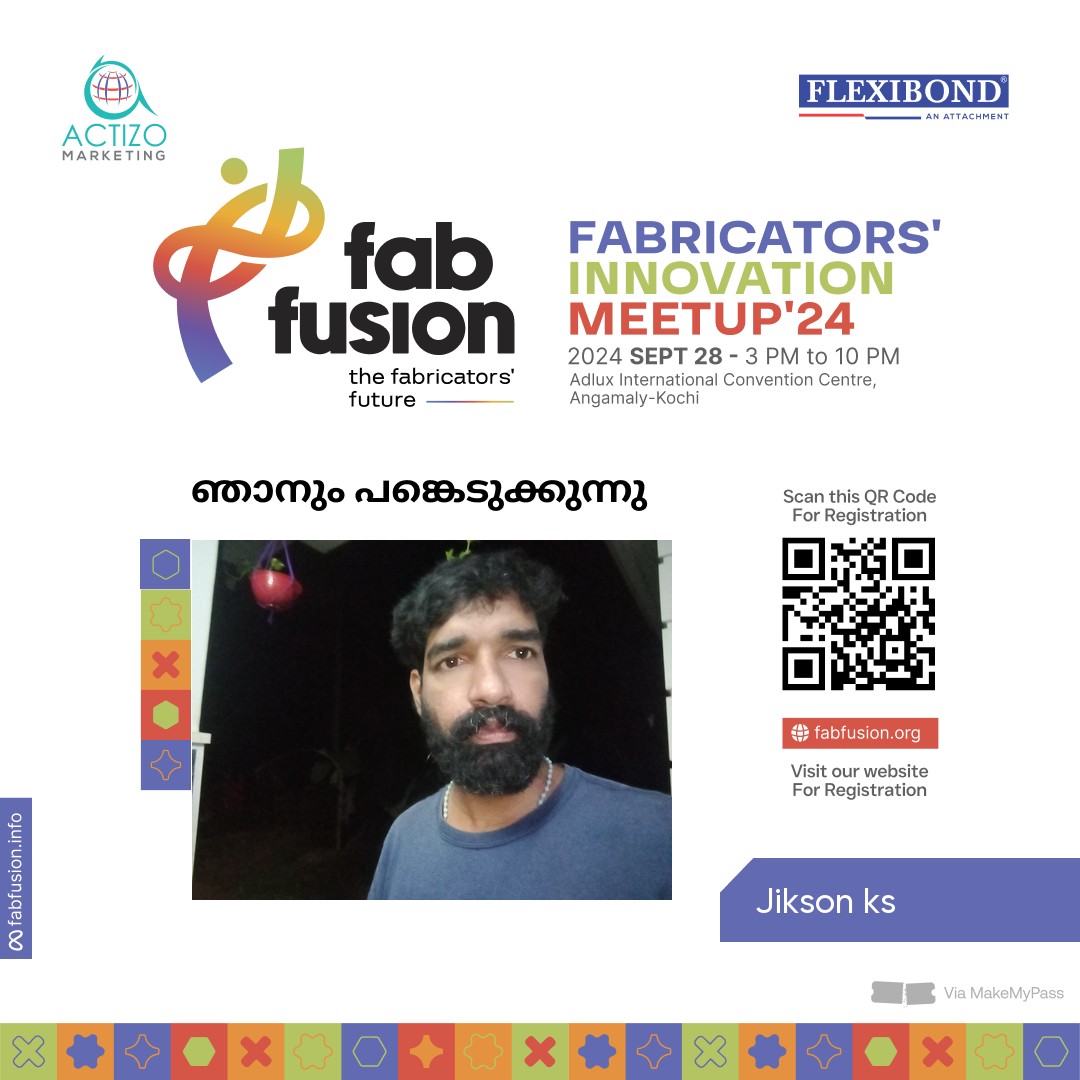 ACTIZO
MARKETING
FLEXIBOND®
AN ATTACHMENT
fab
fusion
the fabricators'
future
FABRICATORS'
INNOVATION
MEETUP'24
2024 SEPT 28 - 3 PM to 10 PM
Adlux International Convention Centre,
Angamaly-Kochi
ഞാനും പങ്കെടുക്കുന്നു
Scan this QR Code
For Registration
fabfusion.org
Visit our website
For Registration
fabfusion.info
Jikson ks
Via MakeMyPass